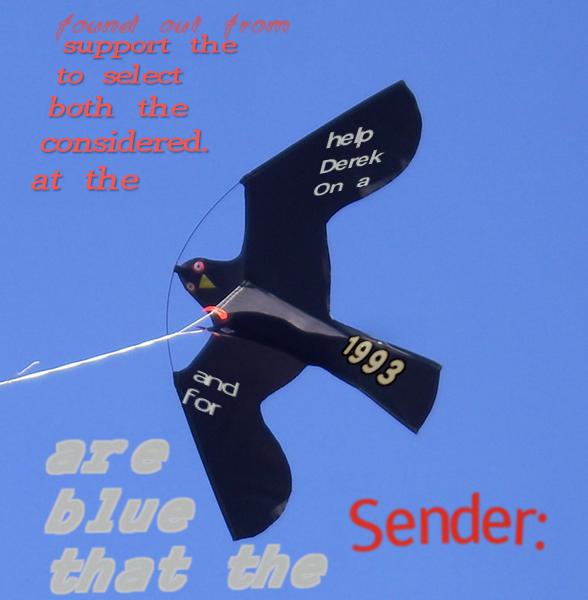 found out from
support the
to select
both the
considered.
at the
help
Derek
On a
1993
and
for
are
blue
that the
Sender: